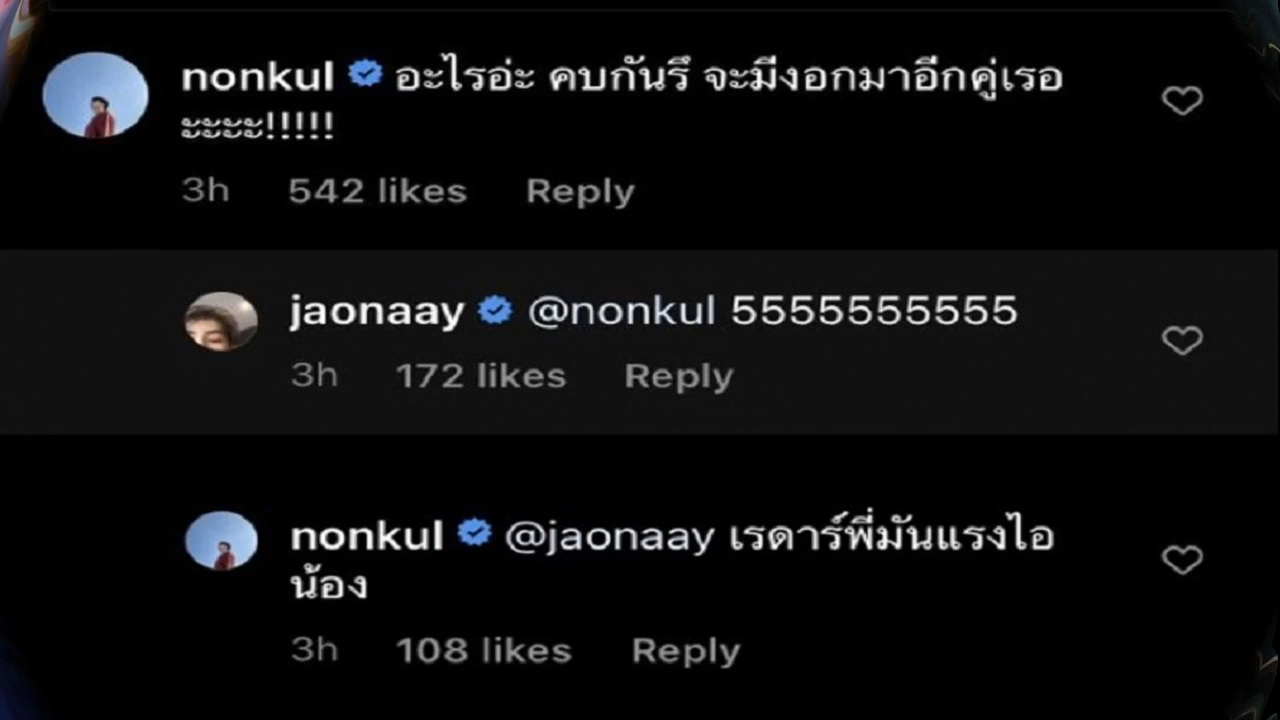 nonkul อะไรอ่ะ คบกันรึ จะมีงอกมาอีกคู่เรอ
ะะะะ!!!!!
3h 542 likes Reply
jaonaay @nonkul 5555555555
3h 172 likes Reply
nonkul @jaonaay เรดาร์พี่มันแรงไอ
น้อง
3h 108 likes Reply